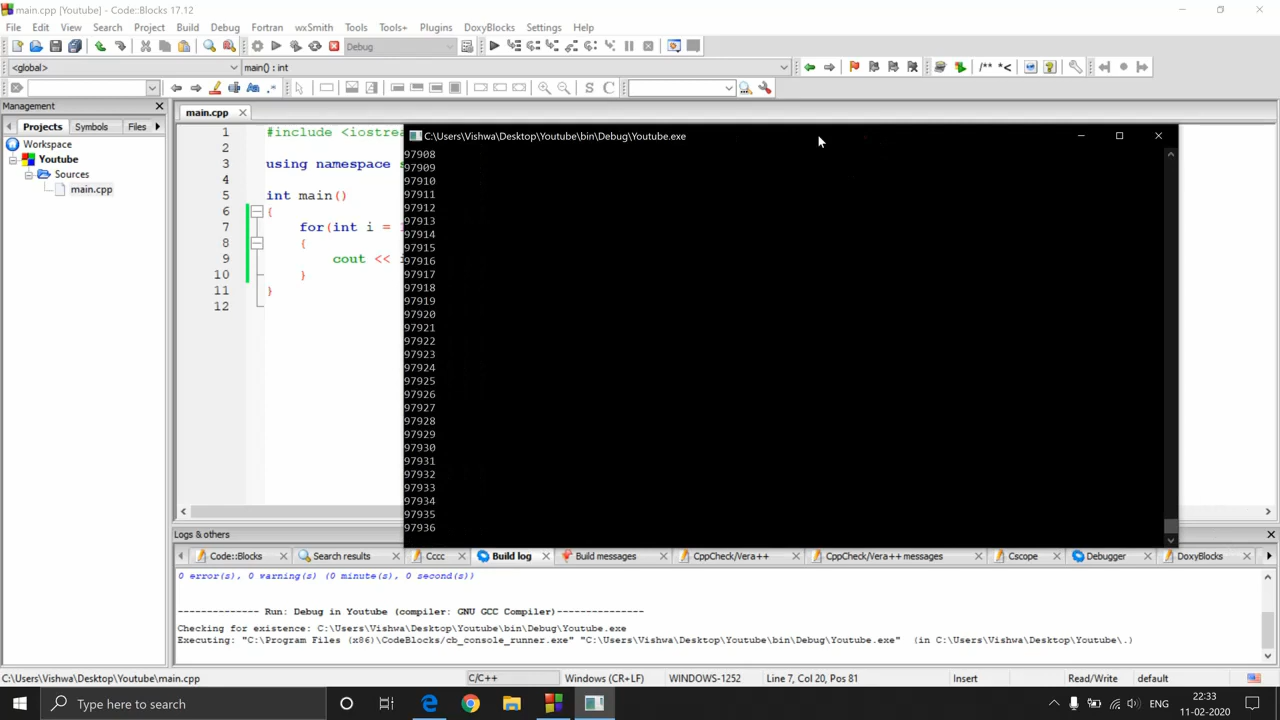 main.cpp [Youtube] - Code::Blocks 17.12
File Edit View Search Project Build Debug Fortran wxSmith Tools Tools+ Plugins DoxyBlocks Settings Help
Debug
<global> main() : int
/** *<
S C
Management
main.cpp
Projects Symbols Files
Workspace
Youtube
Sources
main.cpp
1 #include <iostrea
2
3 using namespace s
4
5 int main()
6 {
7 for(int i =
8 {
9 cout <<
10 }
11 }
12
C:\Users\Vishwa\Desktop\Youtube\bin\Debug\Youtube.exe
97908
97909
97910
97911
97912
97913
97914
97915
97916
97917
97918
97919
97920
97921
97922
97923
97924
97925
97926
97927
97928
97929
97930
97931
97932
97933
97934
97935
97936
Logs & others
Code::Blocks Search results Cccc Build log Build messages CppCheck/Vera++ CppCheck/Vera++ messages Cscope Debugger DoxyBlocks
0 error(s), 0 warning(s) (0 minute(s), 0 second(s))
-------------- Run: Debug in Youtube (compiler: GNU GCC Compiler)---------------
Checking for existence: C:\Users\Vishwa\Desktop\Youtube\bin\Debug\Youtube.exe
Executing: "C:\Program Files (x86)\CodeBlocks/cb_console_runner.exe" "C:\Users\Vishwa\Desktop\Youtube\bin\Debug\Youtube.exe" (in C:\Users\Vishwa\Desktop\Youtube\.)
C:\Users\Vishwa\Desktop\Youtube\main.cpp C/C++ Windows (CR+LF) WINDOWS-1252 Line 7, Col 20, Pos 81 Insert Read/Write default
Type here to search
ENG
22:33
11-02-2020